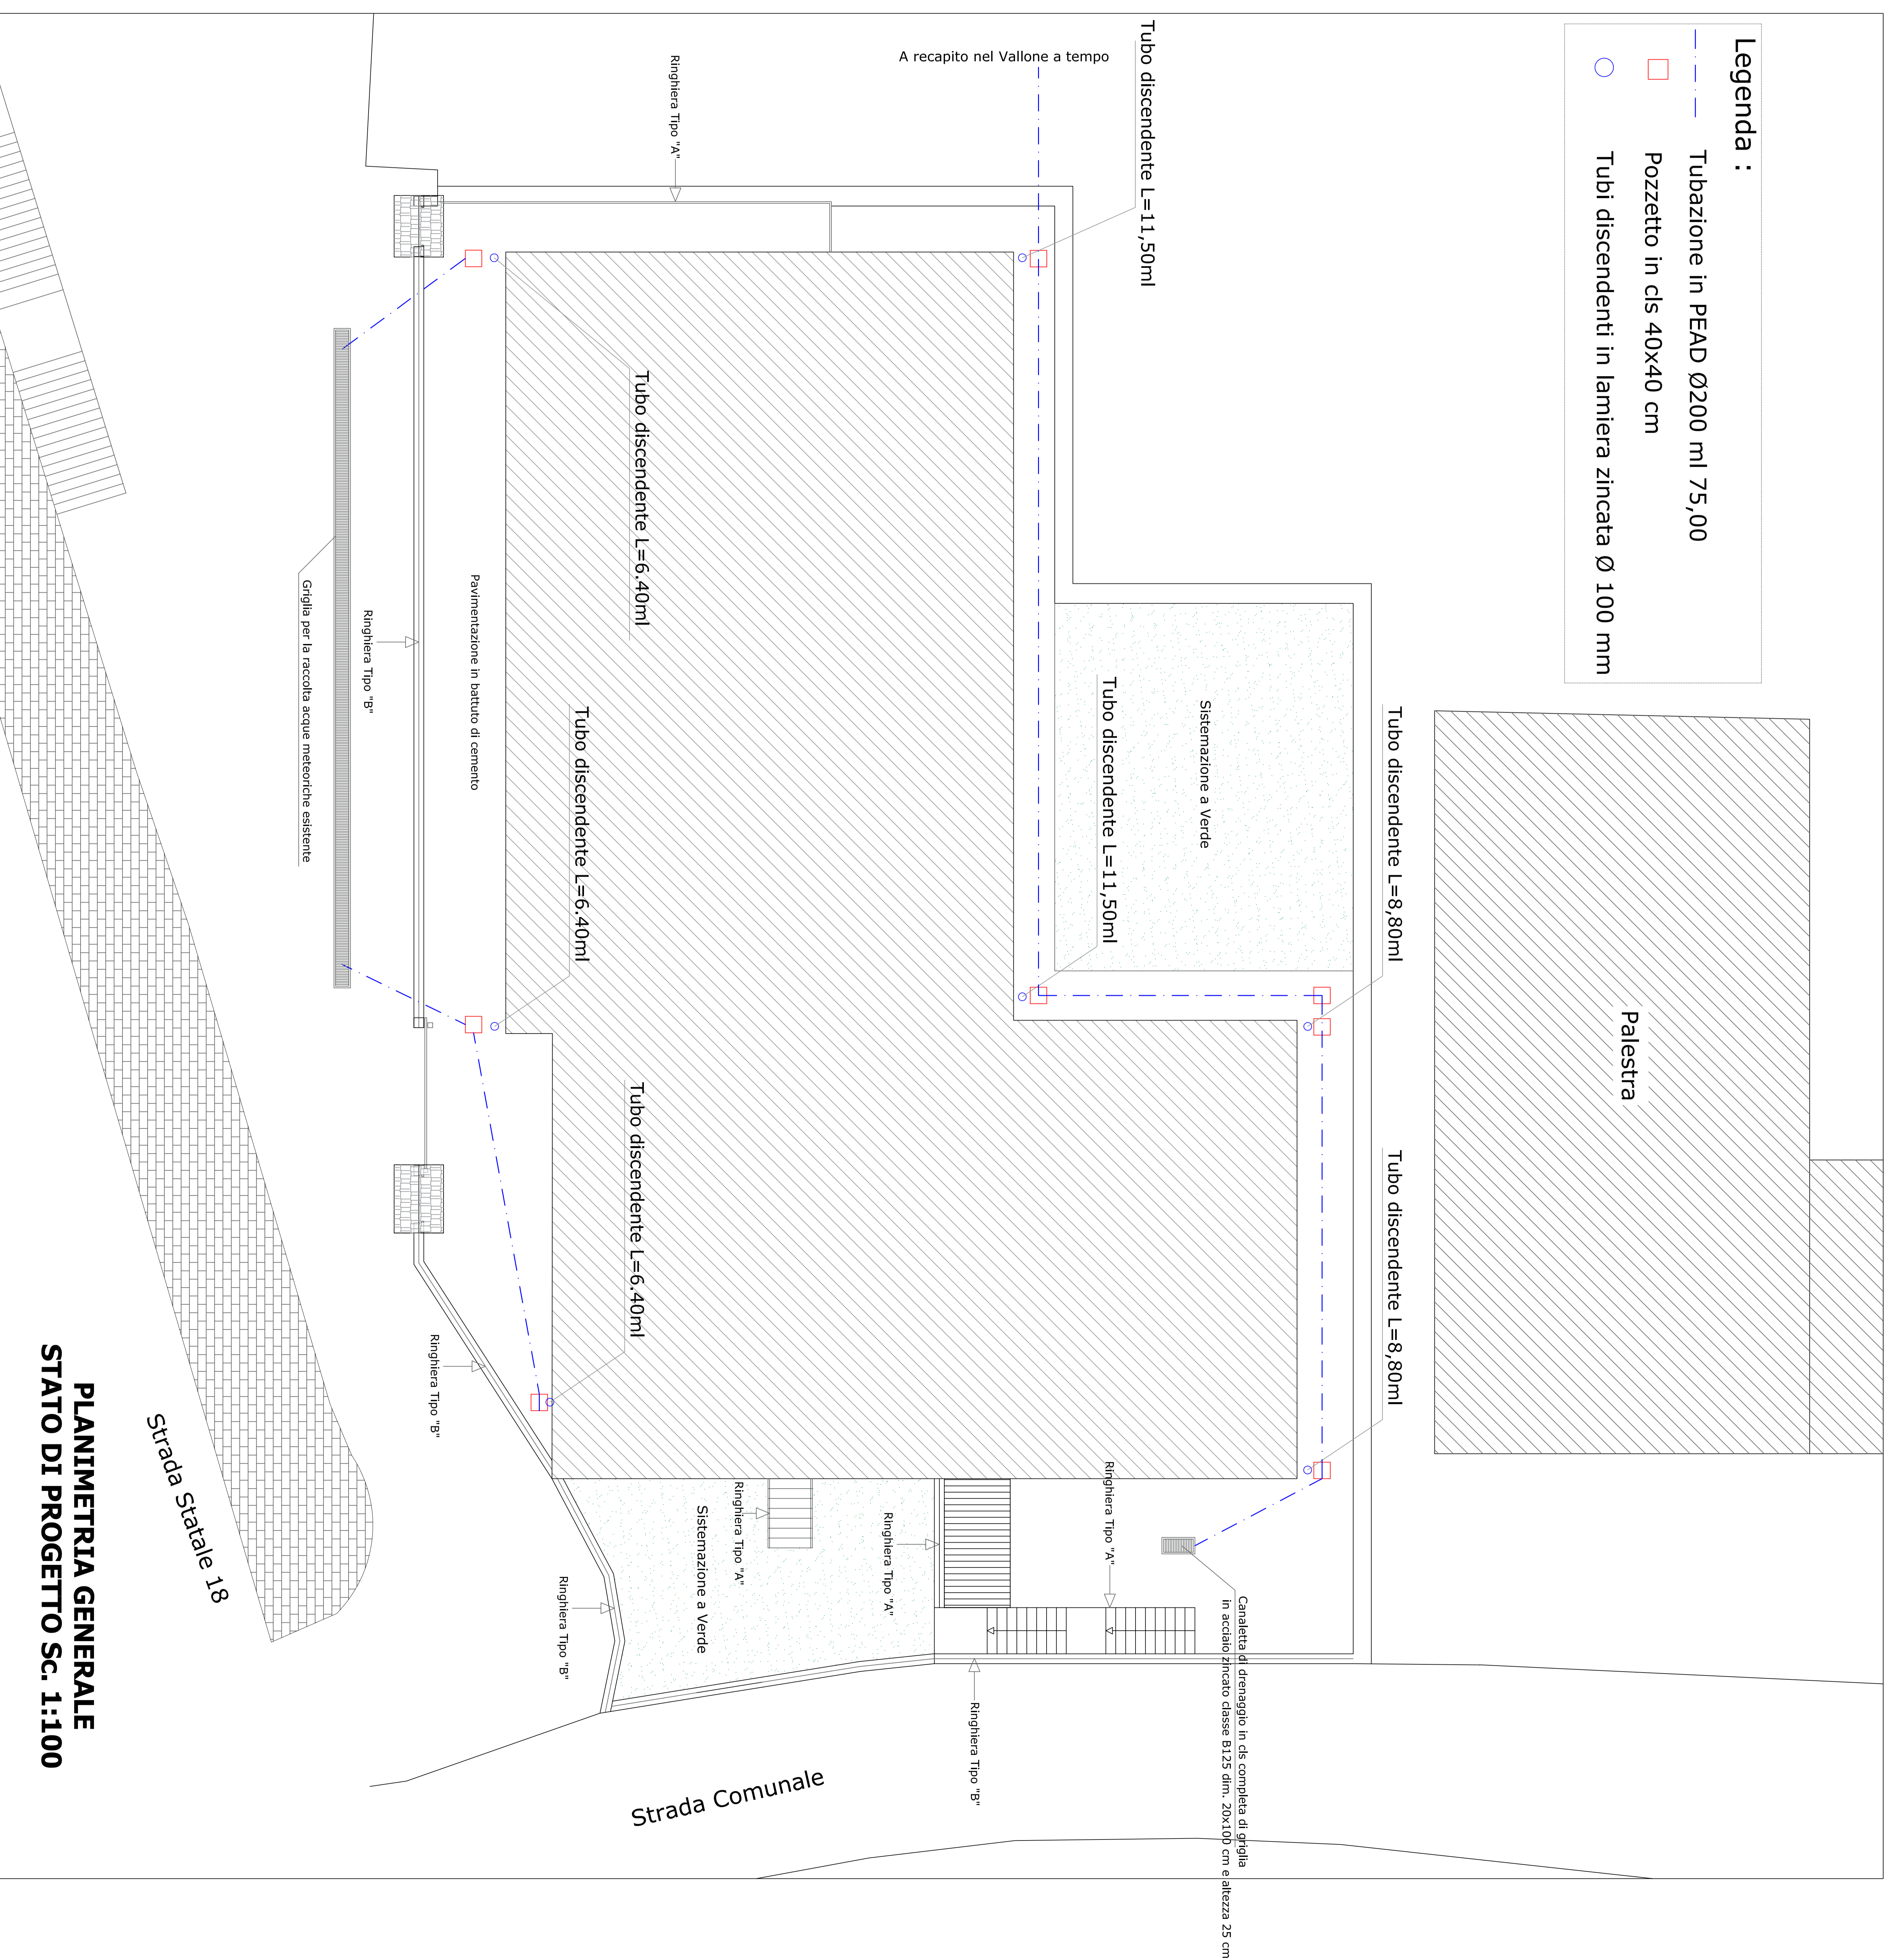 Legenda :
Tubazione in PEAD Ø200 ml 75,00
Pozzetto in cls 40x40 cm
Tubi discendenti in lamiera zincata Ø 100 mm
Palestra
Tubo discendente L=8,80ml
Tubo discendente L=8,80ml
Sistemazione a Verde
Tubo discendente L=11,50ml
Tubo discendente L=11,50ml
A recapito nel Vallone a tempo
Canaletta di drenaggio in cls completa di griglia
in acciaio zincato classe B125 dim. 20x100 cm e altezza 25 cm
Ringhiera Tipo "A"
Ringhiera Tipo "B"
Ringhiera Tipo "A"
Ringhiera Tipo "A"
Sistemazione a Verde
Ringhiera Tipo "A"
Tubo discendente L=6.40ml
Tubo discendente L=6.40ml
Tubo discendente L=6.40ml
Ringhiera Tipo "B"
Pavimentazione in battuto di cemento
Ringhiera Tipo "B"
Ringhiera Tipo "B"
Griglia per la raccolta acque meteoriche esistente
Strada Comunale
Strada Statale 18
PLANIMETRIA GENERALE
STATO DI PROGETTO Sc. 1:100